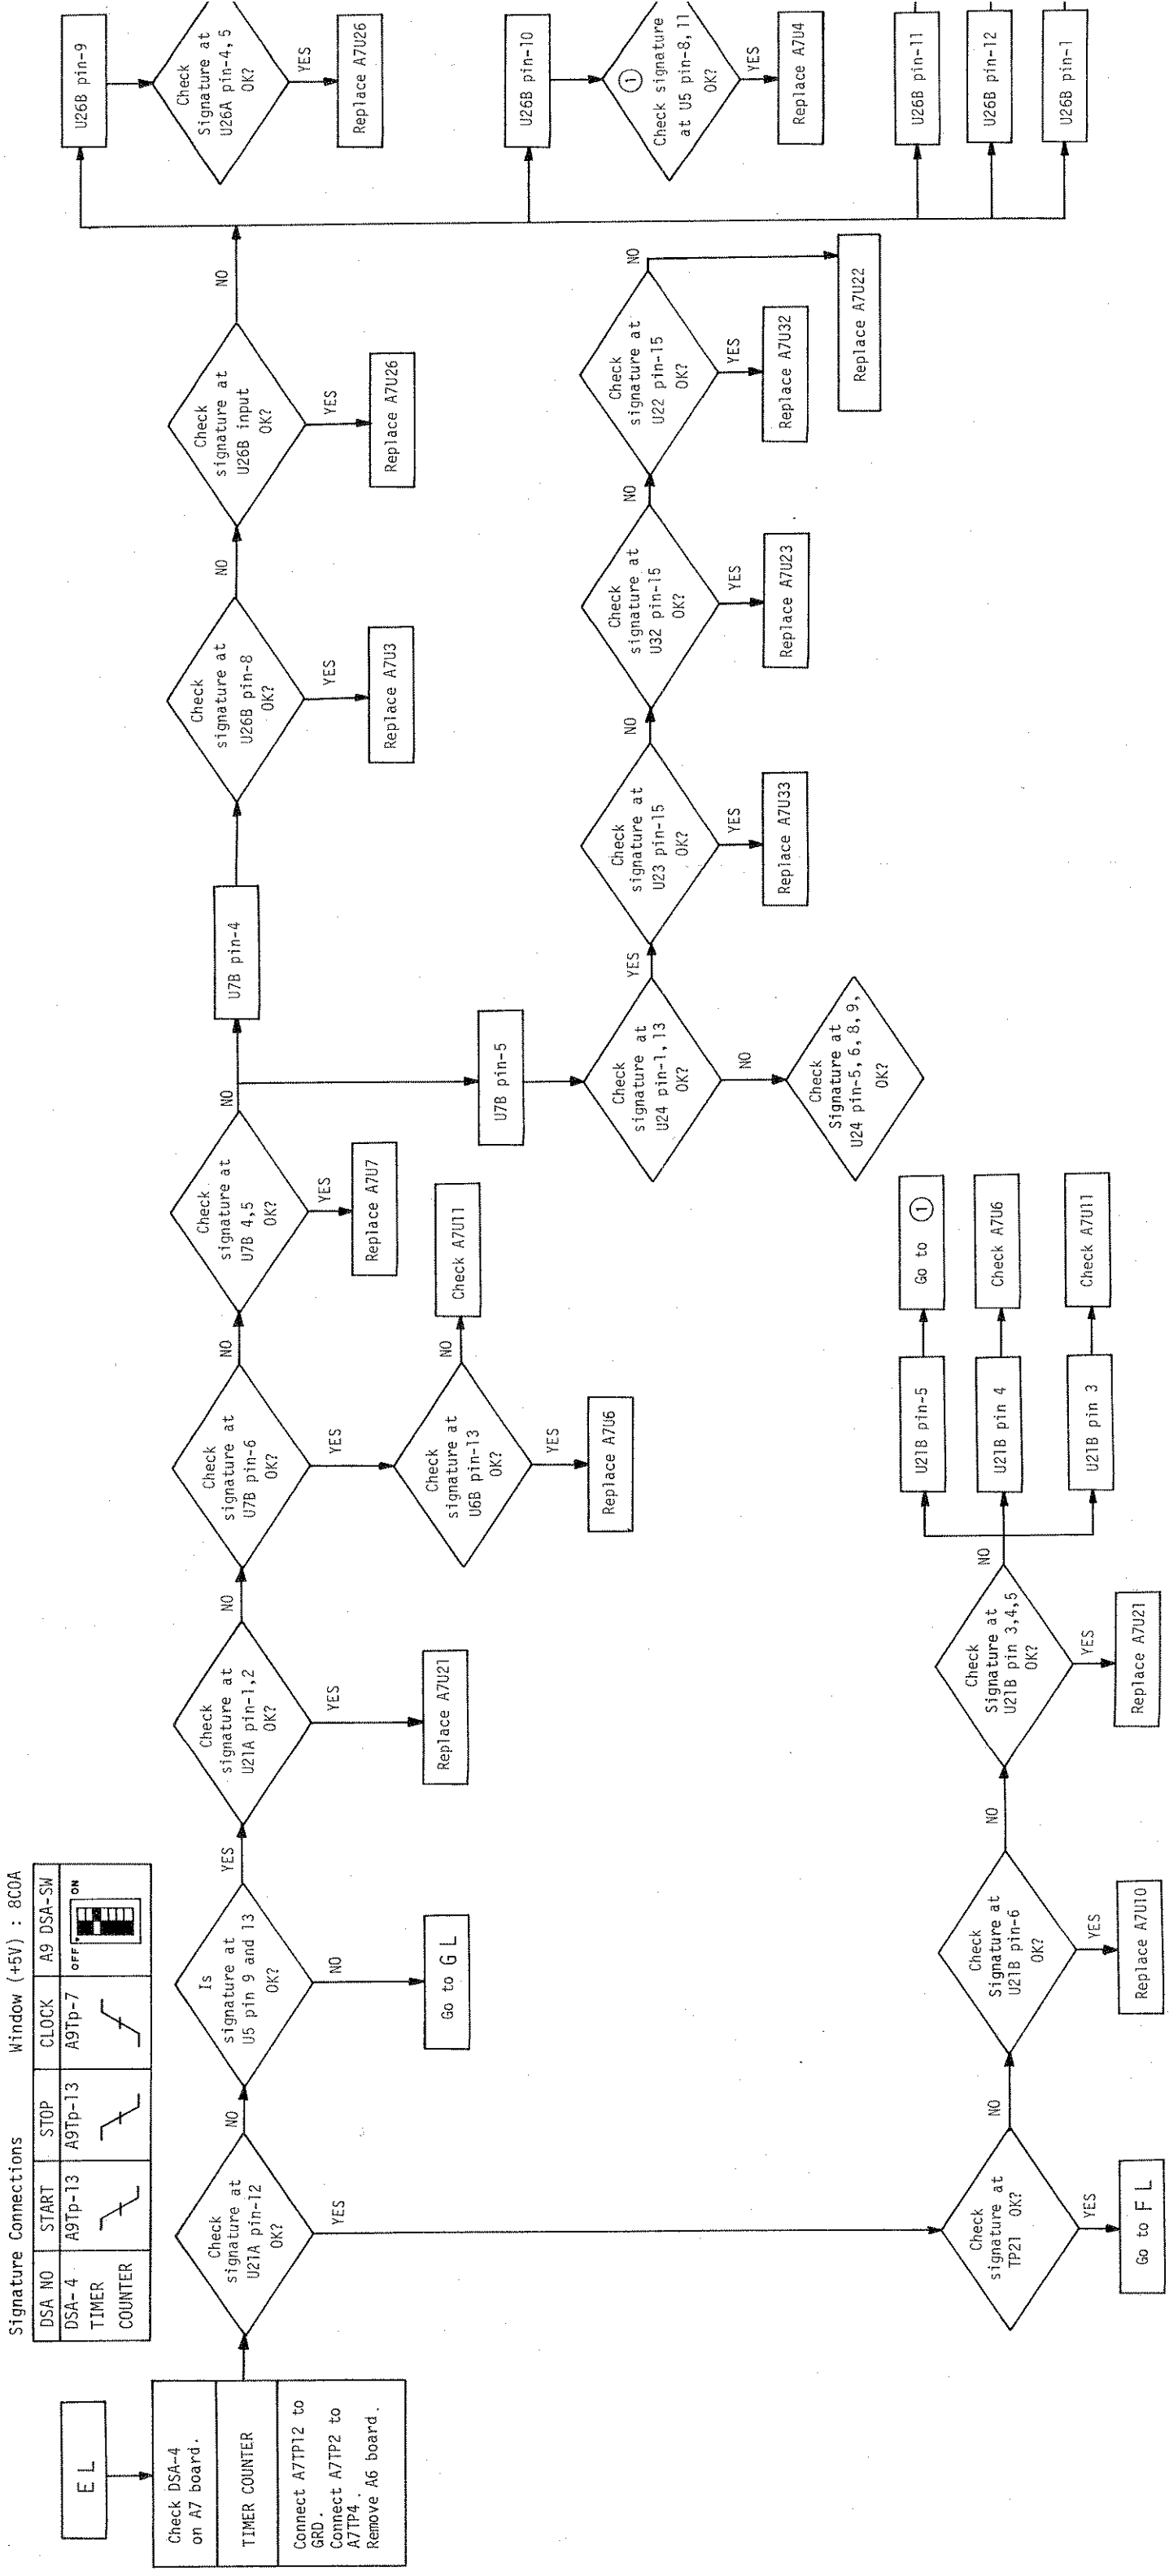 Signature Connections Window (+5V) : 8C0A
DSA NO START STOP CLOCK A9 DSA-SW
DSA-4 A9Tp-13 A9Tp-13 A9Tp-7 OFF ON
TIMER
COUNTER
E L
Check DSA-4
on A7 board.
TIMER COUNTER
Connect A7TP12 to
GRD.
Connect A7TP2 to
A7TP4.
Remove A6 board.
Check
signature at
U21A pin-12
OK?
NO
YES
Is
signature at
U5 pin 9 and 13
OK?
YES
NO
Go to G L
Check
signature at
U21A pin-1,2
OK?
NO
YES
Replace A7U21
Check
signature at
U7B pin-6
OK?
NO
YES
Check
signature at
U6B pin-13
OK?
NO
Check A7U11
YES
Replace A7U6
Check
signature at
U7B 4,5
OK?
NO
YES
Replace A7U7
U7B pin-4
Check
signature at
U26B pin-8
OK?
NO
YES
Replace A7U3
Check
signature at
U26B input
OK?
NO
YES
Replace A7U26
U26B pin-9
Check
Signature at
U26A pin-4,5
OK?
YES
Replace A7U26
U26B pin-10
1
Check signature
at U5 pin-8,11
OK?
YES
Replace A7U4
U26B pin-11
U26B pin-12
U26B pin-1
U7B pin-5
Check
signature at
U24 pin-1,13
OK?
YES
NO
Check
Signature at
U24 pin-5,6,8,9,
OK?
Check
signature at
U23 pin-15
OK?
NO
YES
Replace A7U33
Check
signature at
U32 pin-15
OK?
NO
YES
Replace A7U23
Check
signature at
U22 pin-15
OK?
NO
YES
Replace A7U32
Replace A7U22
Check
signature at
TP21 OK?
NO
YES
Go to F L
Check
Signature at
U21B pin-6
OK?
NO
YES
Replace A7U10
Check
Signature at
U21B pin 3,4,5
OK?
NO
YES
Replace A7U21
U21B pin-5
Go to 1
U21B pin 4
Check A7U6
U21B pin 3
Check A7U11